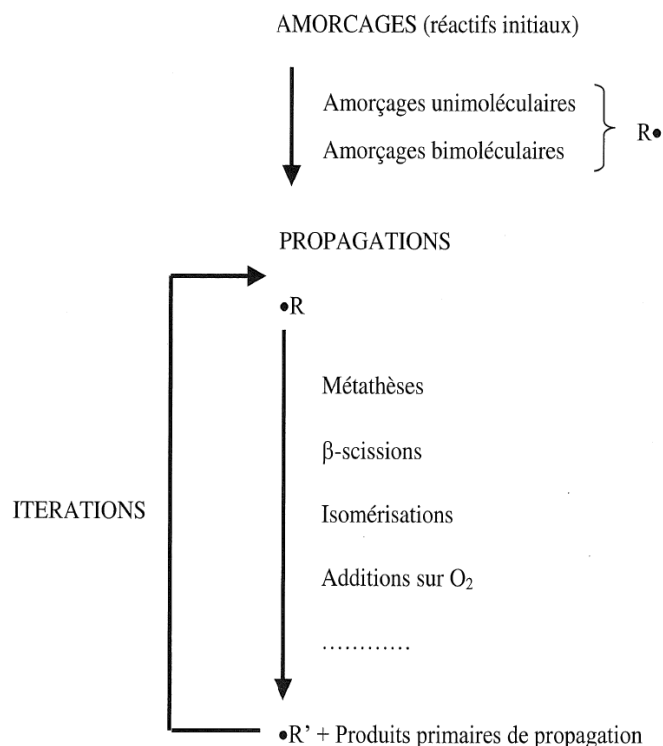 AMORCAGES (réactifs initiaux)
Amorçages unimoléculaires
Amorçages bimoléculaires
R•
PROPAGATIONS
•R
Métathèses
β-scissions
ITERATIONS
Isomérisations
Additions sur O₂
............
•R' + Produits primaires de propagation